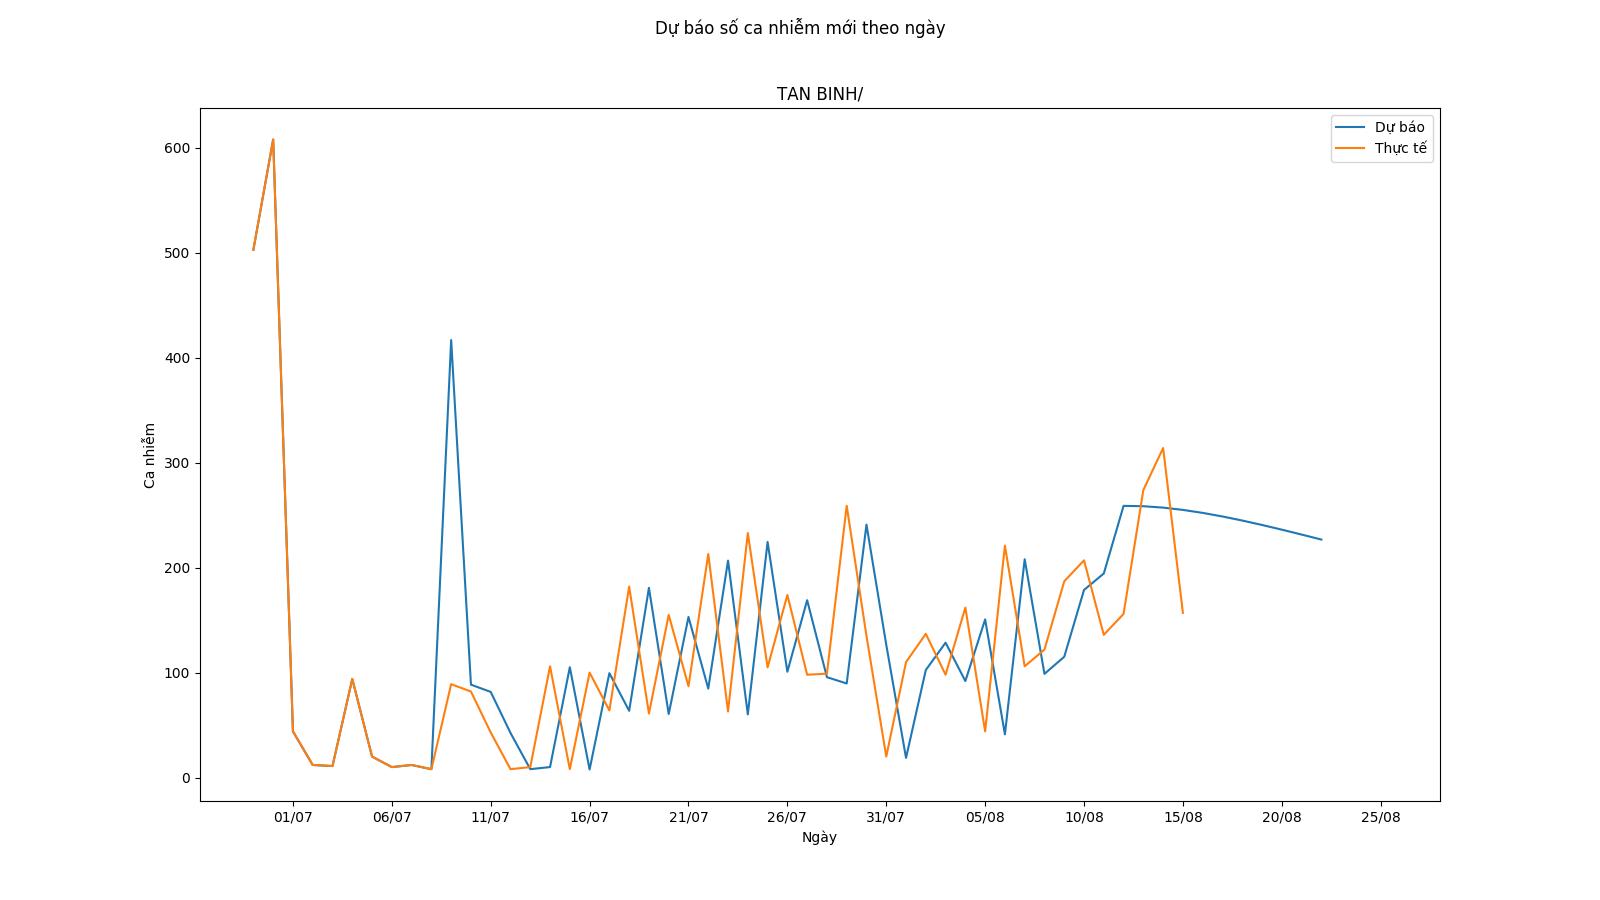 Dự báo số ca nhiễm mới theo ngày
TAN BINH/
Dự báo
Thực tế
600
500
400
300
200
100
0
Ca nhiễm
01/07 06/07 11/07 16/07 21/07 26/07 31/07 05/08 10/08 15/08 20/08 25/08
Ngày